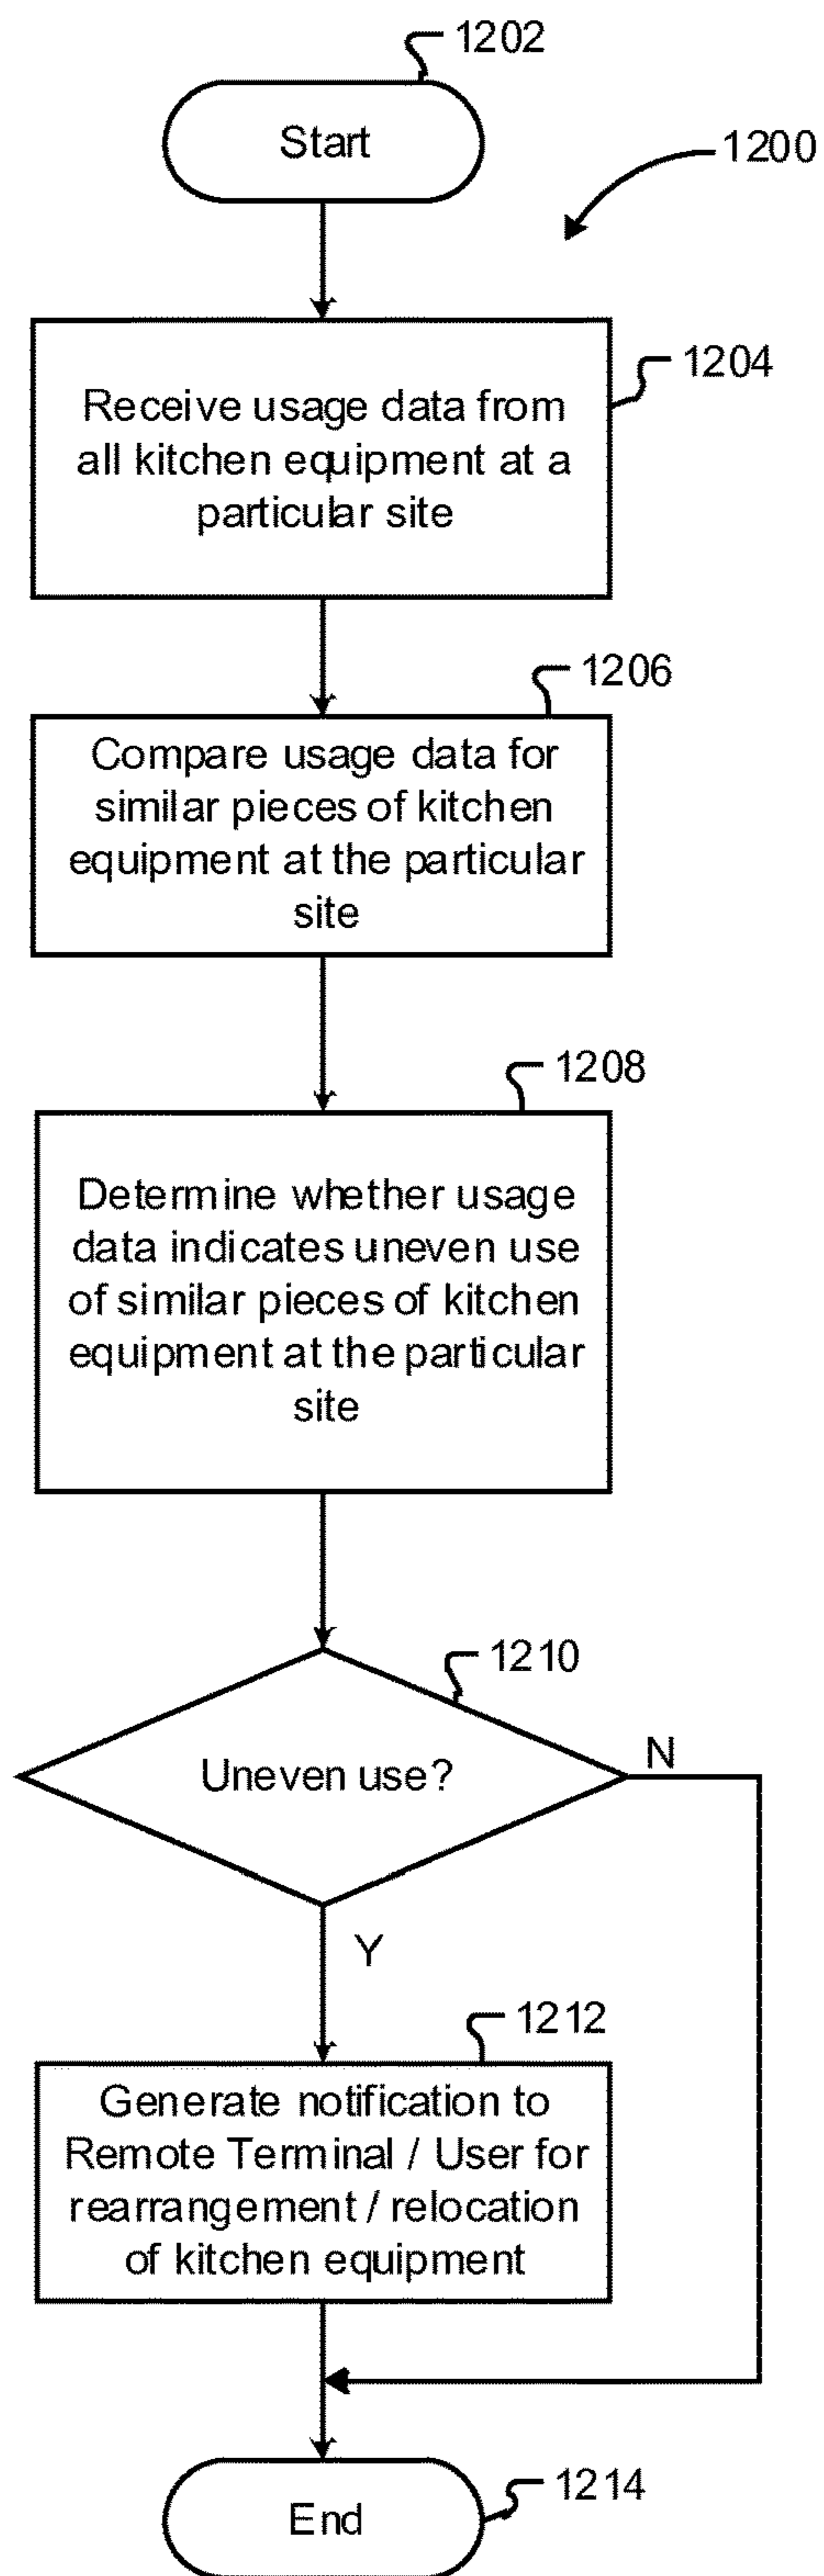 1202
Start
1200
1204
Receive usage data from
all kitchen equipment at a
particular site
1206
Compare usage data for
similar pieces of kitchen
equipment at the particular
site
1208
Determine whether usage
data indicates uneven use
of similar pieces of kitchen
equipment at the particular
site
1210
Uneven use?
N
Y
1212
Generate notification to
Remote Terminal / User for
rearrangement / relocation
of kitchen equipment
1214
End